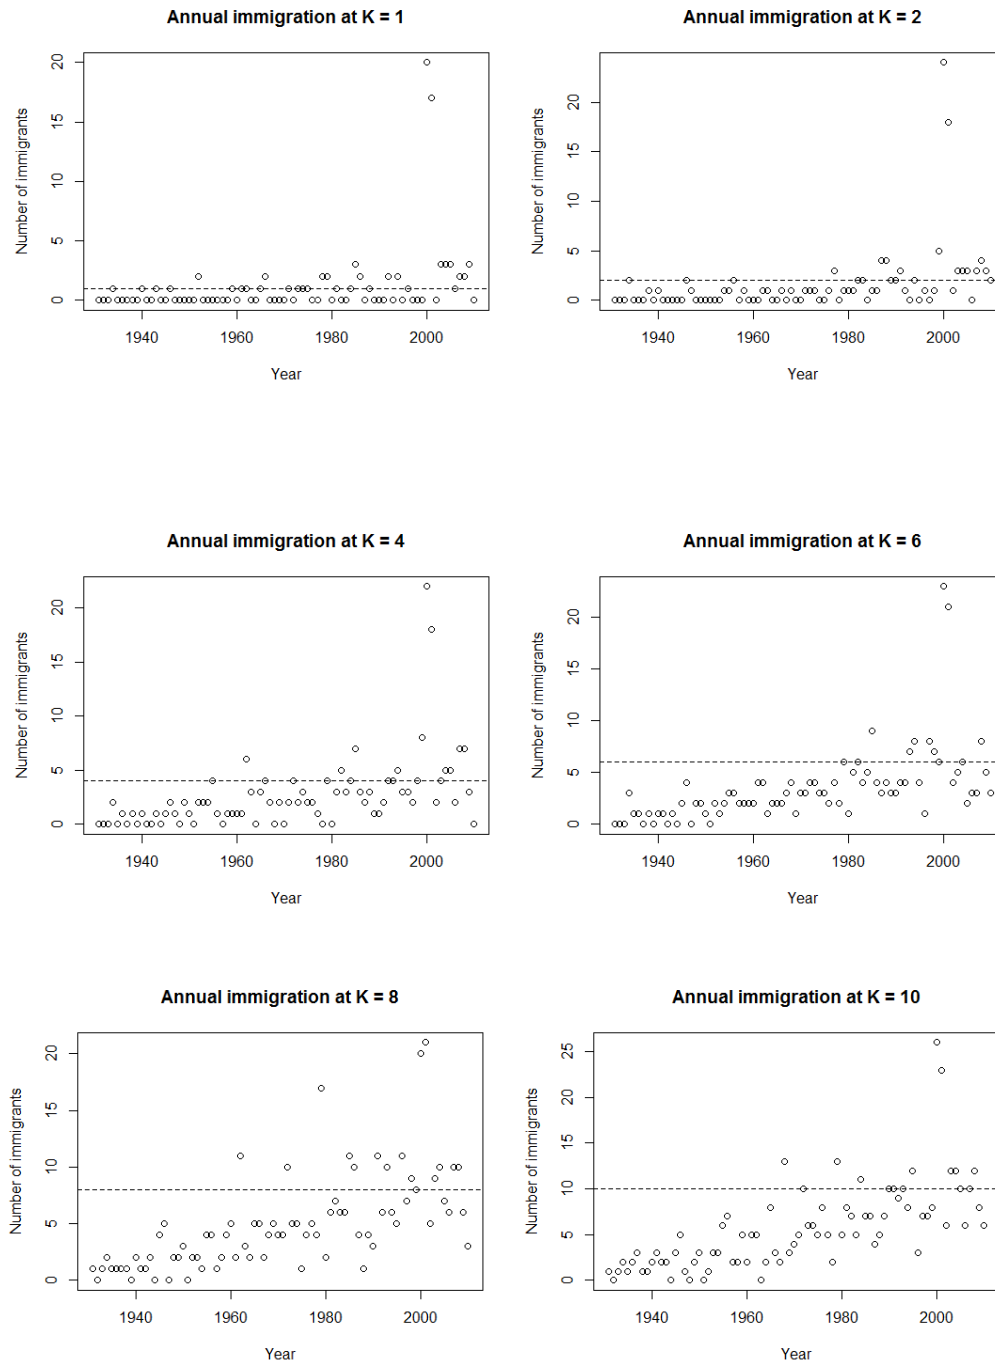 Annual immigration at K = 1
Number of immigrants
20
15
10
5
0
1940 1960 1980 2000
Year
Annual immigration at K = 2
Number of immigrants
20
15
10
5
0
1940 1960 1980 2000
Year
Annual immigration at K = 4
Number of immigrants
20
15
10
5
0
1940 1960 1980 2000
Year
Annual immigration at K = 6
Number of immigrants
20
15
10
5
0
1940 1960 1980 2000
Year
Annual immigration at K = 8
Number of immigrants
20
15
10
5
0
1940 1960 1980 2000
Year
Annual immigration at K = 10
Number of immigrants
25
20
15
10
5
0
1940 1960 1980 2000
Year